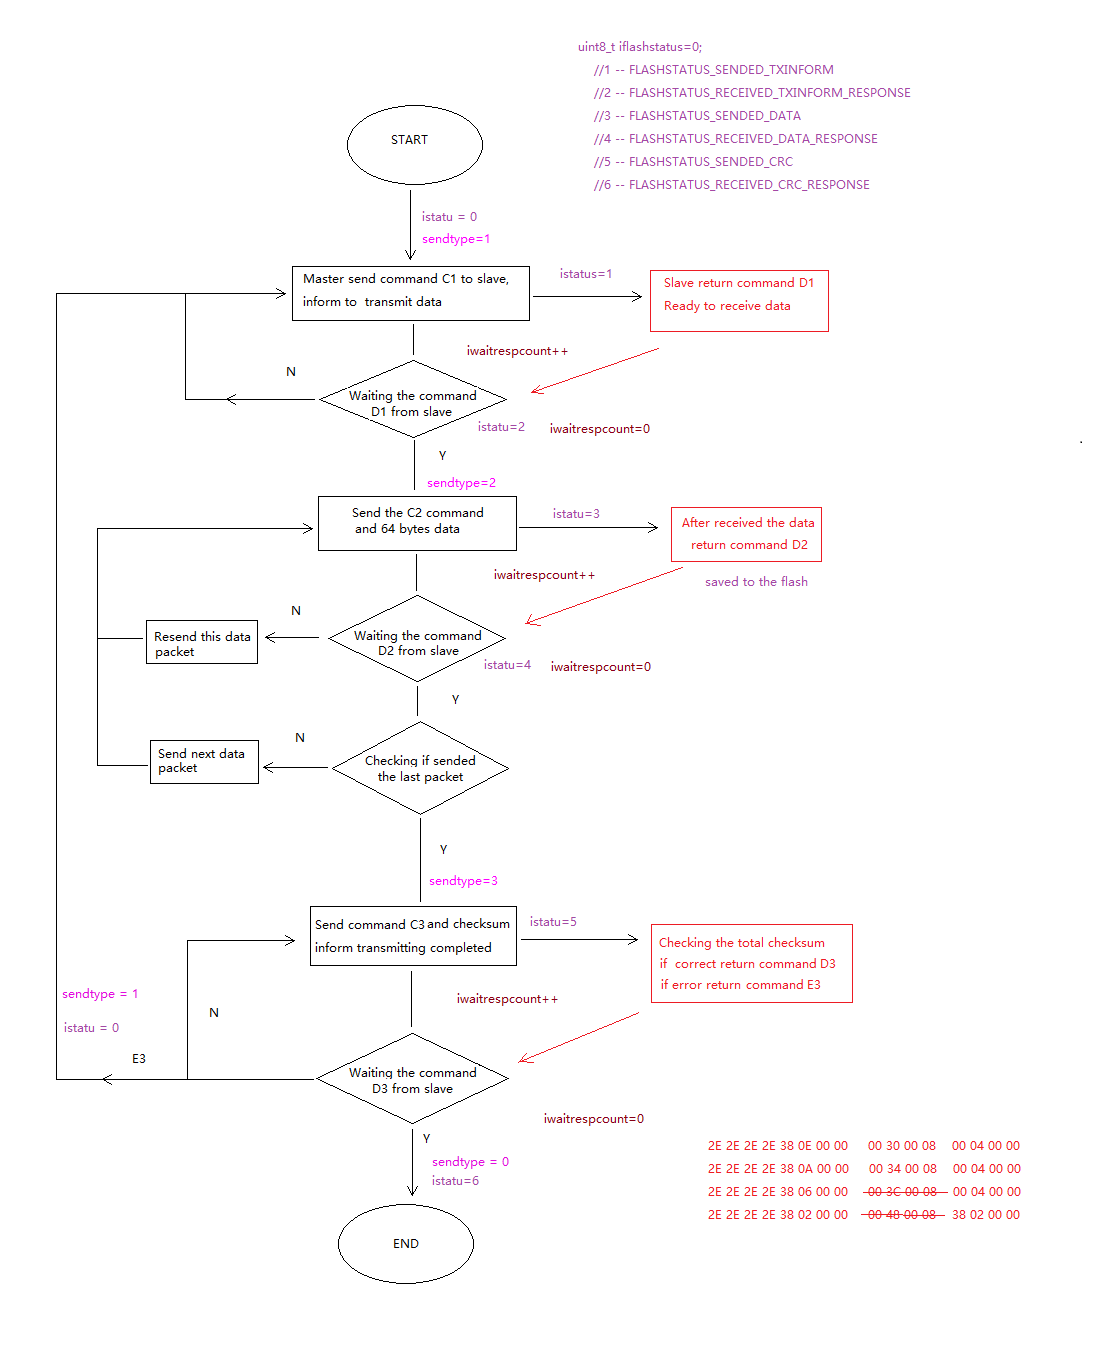 uint8_t iflashstatus=0;
//1 -- FLASHSTATUS_SENDED_TXINFORM
//2 -- FLASHSTATUS_RECEIVED_TXINFORM_RESPONSE
//3 -- FLASHSTATUS_SENDED_DATA
//4 -- FLASHSTATUS_RECEIVED_DATA_RESPONSE
//5 -- FLASHSTATUS_SENDED_CRC
//6 -- FLASHSTATUS_RECEIVED_CRC_RESPONSE
START
istatu = 0
sendtype=1
Master send command C1 to slave,
inform to  transmit data
istatus=1
Slave return command D1
Ready to receive data
iwaitrespcount++
N
Waiting the command
D1 from slave
istatu=2
iwaitrespcount=0
Y
sendtype=2
Send the C2 command
and 64 bytes data
istatu=3
After received the data
return command D2
saved to the flash
iwaitrespcount++
N
Resend this data
packet
Waiting the command
D2 from slave
istatu=4
iwaitrespcount=0
Y
N
Send next data
packet
Checking if sended
the last packet
Y
sendtype=3
Send command C3 and checksum
inform transmitting completed
istatu=5
Checking the total checksum
if  correct return command D3
if error return command E3
sendtype = 1
istatu = 0
N
iwaitrespcount++
E3
Waiting the command
D3 from slave
iwaitrespcount=0
Y
sendtype = 0
istatu=6
END
2E 2E 2E 2E 38 0E 00 00 00 30 00 08 00 04 00 00
2E 2E 2E 2E 38 0A 00 00 00 34 00 08 00 04 00 00
2E 2E 2E 2E 38 06 00 00 00 3C 00 08 00 04 00 00
2E 2E 2E 2E 38 02 00 00 00 48 00 08 38 02 00 00